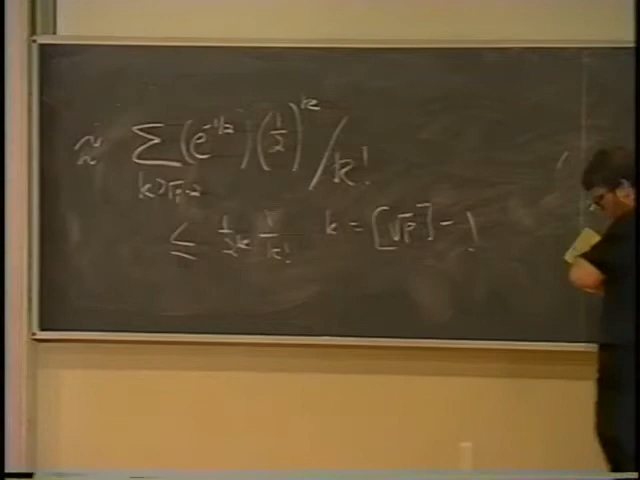 ≈ ∑ (e^{-1/2}) (1/2)^k / k!
k > √p - 2
≤ 1/2^k 1/k! k = [√p] - 1